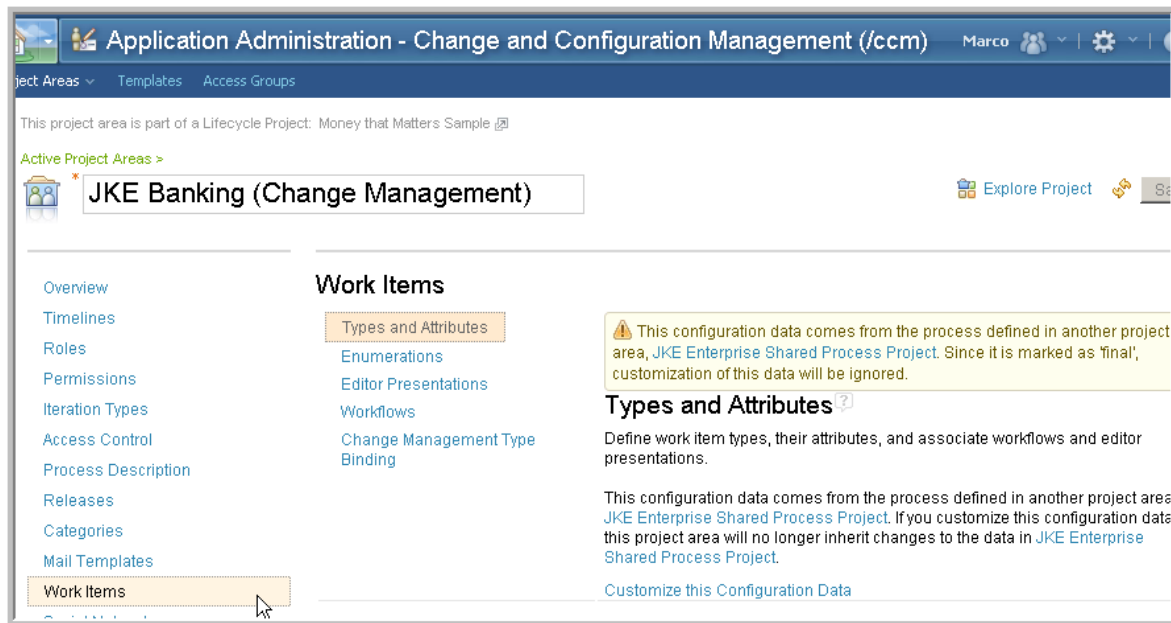 Application Administration - Change and Configuration Management (/ccm) Marco
ject Areas Templates Access Groups
This project area is part of a Lifecycle Project: Money that Matters Sample
Active Project Areas >
* JKE Banking (Change Management)
Explore Project
Overview
Timelines
Roles
Permissions
Iteration Types
Access Control
Process Description
Releases
Categories
Mail Templates
Work Items
Work Items
Types and Attributes
Enumerations
Editor Presentations
Workflows
Change Management Type
Binding
This configuration data comes from the process defined in another project
area, JKE Enterprise Shared Process Project. Since it is marked as 'final',
customization of this data will be ignored.
Types and Attributes ?
Define work item types, their attributes, and associate workflows and editor
presentations.
This configuration data comes from the process defined in another project area
JKE Enterprise Shared Process Project. If you customize this configuration data
this project area will no longer inherit changes to the data in JKE Enterprise
Shared Process Project.
Customize this Configuration Data